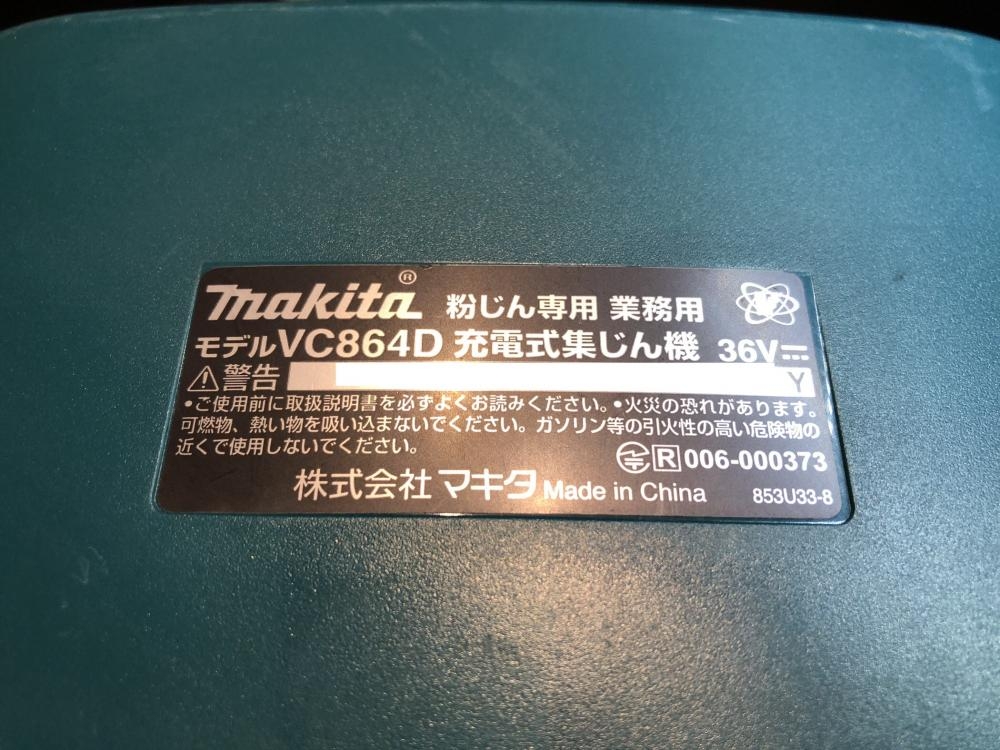 makita® 粉じん専用 業務用
モデルVC864D 充電式集じん機 36V
警告 Y
•ご使用前に取扱説明書を必ずよくお読みください。•火災の恐れがあります。
可燃物、熱い物を吸い込まないでください。ガソリン等の引火性の高い危険物の
近くで使用しないでください。
R 006-000373
株式会社 マキタ Made in China 853U33-8